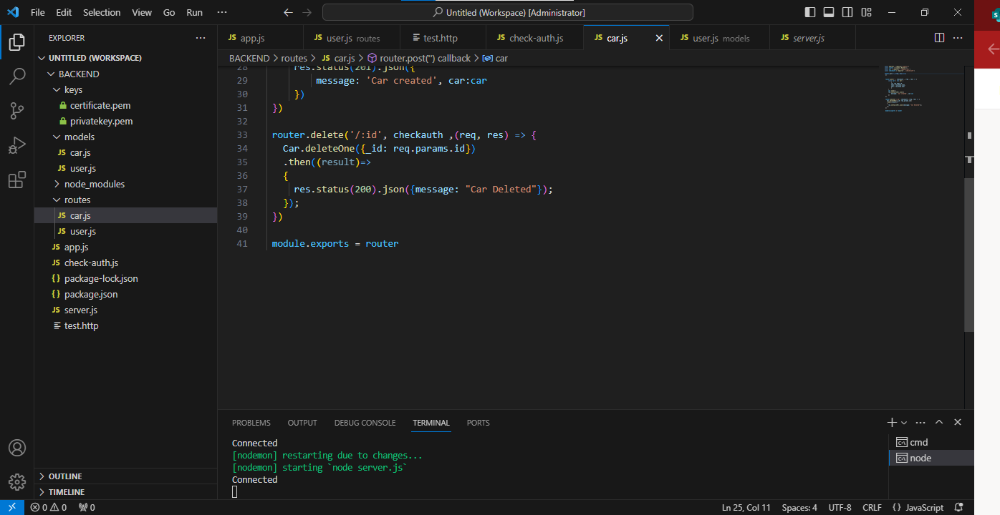 File Edit Selection View Go Run ··· Untitled (Workspace) [Administrator]
EXPLORER ···
UNTITLED (WORKSPACE)
BACKEND
keys
certificate.pem
privatekey.pem
models
JS car.js
JS user.js
node_modules
routes
JS car.js
JS user.js
JS app.js
JS check-auth.js
{} package-lock.json
{} package.json
JS server.js
test.http
OUTLINE
TIMELINE
JS app.js JS user.js routes test.http JS check-auth.js JS car.js JS user.js models JS server.js
BACKEND > routes > JS car.js > router.post('') callback > car
28 res.status(201).json({
29 message: 'Car created', car:car
30 })
31 })
32
33 router.delete('/:id', checkauth ,(req, res) => {
34 Car.deleteOne({_id: req.params.id})
35 .then((result)=>
36 {
37 res.status(200).json({message: "Car Deleted"});
38 });
39 })
40
41 module.exports = router
PROBLEMS OUTPUT DEBUG CONSOLE TERMINAL PORTS
Connected
[nodemon] restarting due to changes...
[nodemon] starting `node server.js`
Connected
cmd
node
0 0 0 Ln 25, Col 11 Spaces: 4 UTF-8 CRLF {} JavaScript